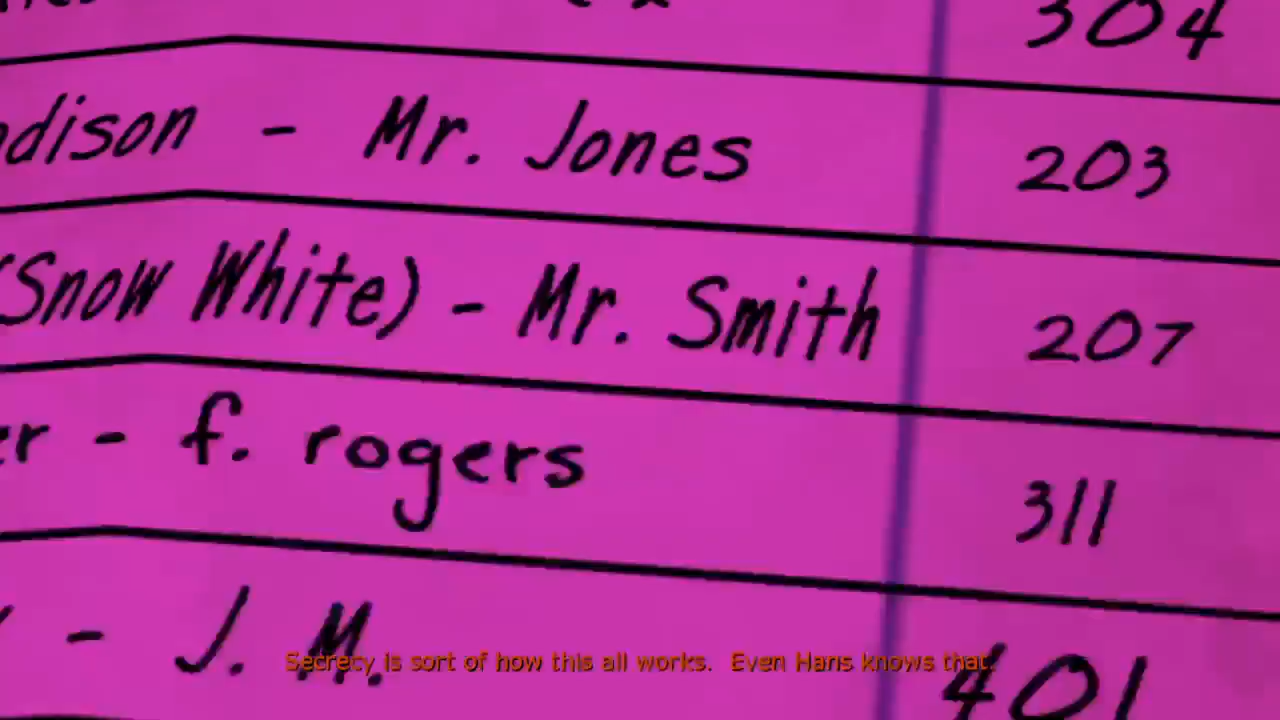 304
adison - Mr. Jones 203
(Snow White) - Mr. Smith 207
er - f. rogers 311
- J. M. 401
Secrecy is sort of how this all works. Even Hans knows that.